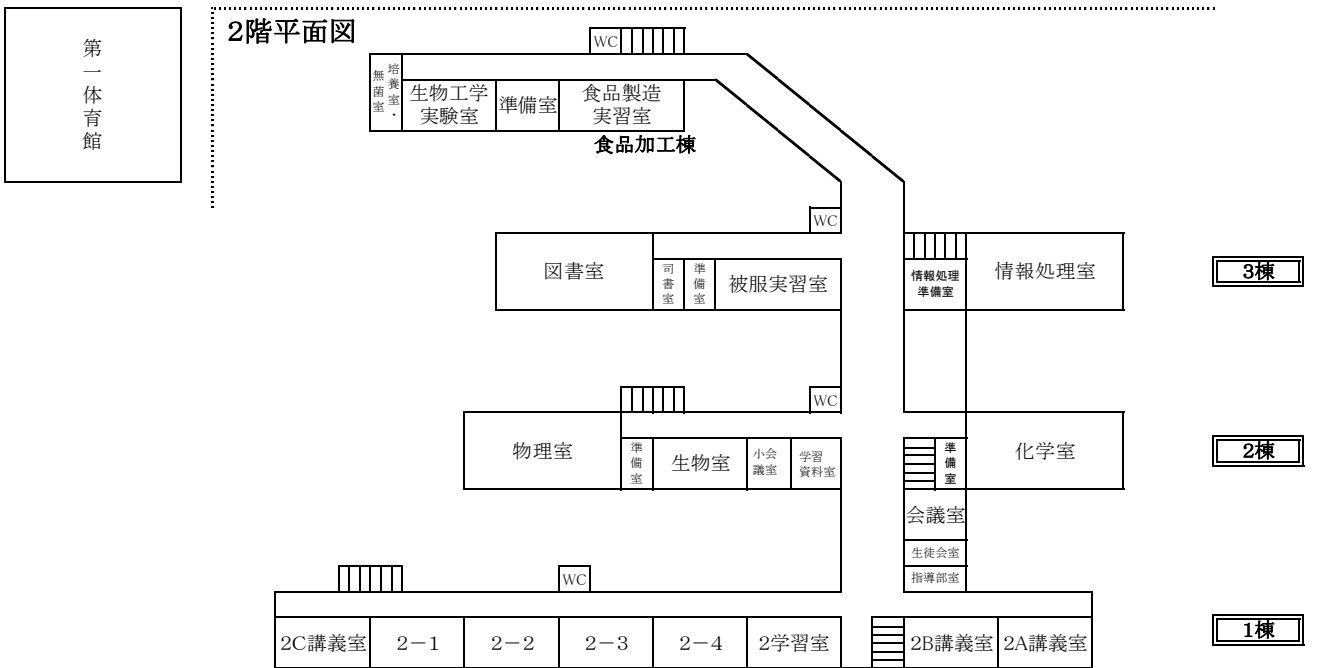 第一体育館
2階平面図
WC
無菌室
培養室・
生物工学
実験室
準備室
食品製造
実習室
食品加工棟
WC
図書室
司書室
準備室
被服実習室
情報処理
準備室
情報処理室
3棟
WC
物理室
準備室
生物室
小会
議室
学習
資料室
準備室
化学室
2棟
会議室
生徒会室
指導部室
WC
2C講義室
2−1
2−2
2−3
2−4
2学習室
2B講義室
2A講義室
1棟